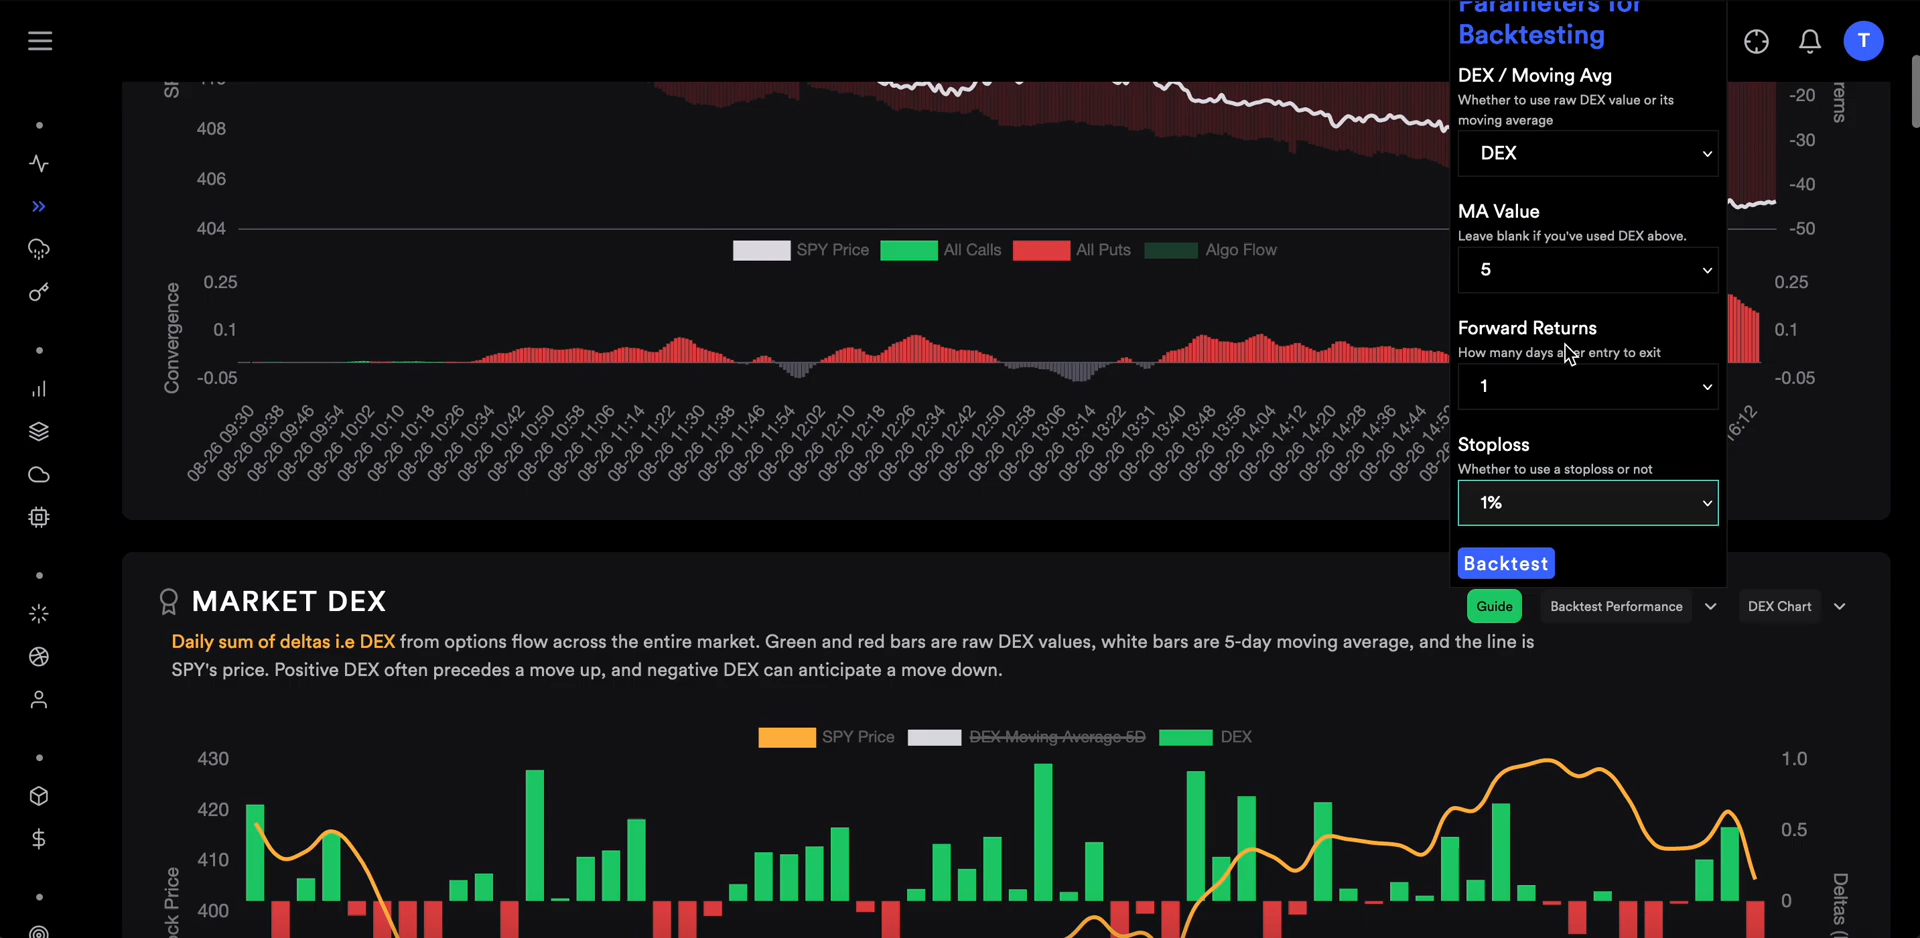 Parameters for
Backtesting
T
DEX / Moving Avg
Whether to use raw DEX value or its
moving average
DEX
MA Value
Leave blank if you've used DEX above.
5
Forward Returns
How many days after entry to exit
1
Stoploss
Whether to use a stoploss or not
1%
Backtest
408
406
404
-20
-30
-40
-50
SPY Price
All Calls
All Puts
Algo Flow
Convergence
0.25
0.1
-0.05
0.25
0.1
-0.05
08-26 09:30
08-26 09:38
08-26 09:46
08-26 09:54
08-26 10:02
08-26 10:10
08-26 10:18
08-26 10:26
08-26 10:34
08-26 10:42
08-26 10:50
08-26 10:58
08-26 11:06
08-26 11:14
08-26 11:22
08-26 11:30
08-26 11:38
08-26 11:46
08-26 11:54
08-26 12:02
08-26 12:10
08-26 12:18
08-26 12:26
08-26 12:34
08-26 12:42
08-26 12:50
08-26 12:58
08-26 13:06
08-26 13:14
08-26 13:22
08-26 13:31
08-26 13:40
08-26 13:48
08-26 13:56
08-26 14:04
08-26 14:12
08-26 14:20
08-26 14:28
08-26 14:36
08-26 14:44
16:12
MARKET DEX
Guide
Backtest Performance
DEX Chart
Daily sum of deltas i.e DEX from options flow across the entire market. Green and red bars are raw DEX values, white bars are 5-day moving average, and the line is
SPY's price. Positive DEX often precedes a move up, and negative DEX can anticipate a move down.
SPY Price
DEX Moving Average 5D
DEX
430
420
410
400
1.0
0.5
0
Deltas (